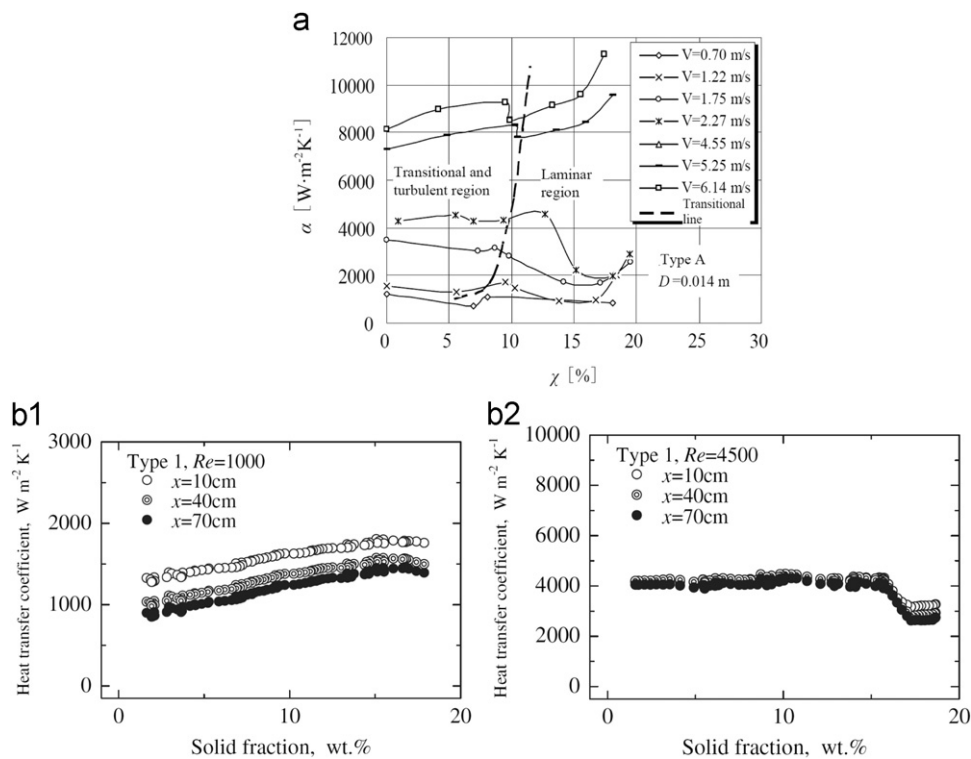 a
12000
10000
8000
6000
4000
2000
0
α [W·m⁻²K⁻¹]
V=0.70 m/s
V=1.22 m/s
V=1.75 m/s
V=2.27 m/s
V=4.55 m/s
V=5.25 m/s
V=6.14 m/s
Transitional
line
Transitional and
turbulent region
Laminar
region
Type A
D=0.014 m
0 5 10 15 20 25 30
χ [%]
b1
3000
2000
1000
0
Heat transfer coefficient, W m⁻² K⁻¹
Type 1, Re=1000
x=10cm
x=40cm
x=70cm
0 10 20
Solid fraction, wt.%
b2
10000
8000
6000
4000
2000
0
Heat transfer coefficient, W m⁻² K⁻¹
Type 1, Re=4500
x=10cm
x=40cm
x=70cm
0 10 20
Solid fraction, wt.%